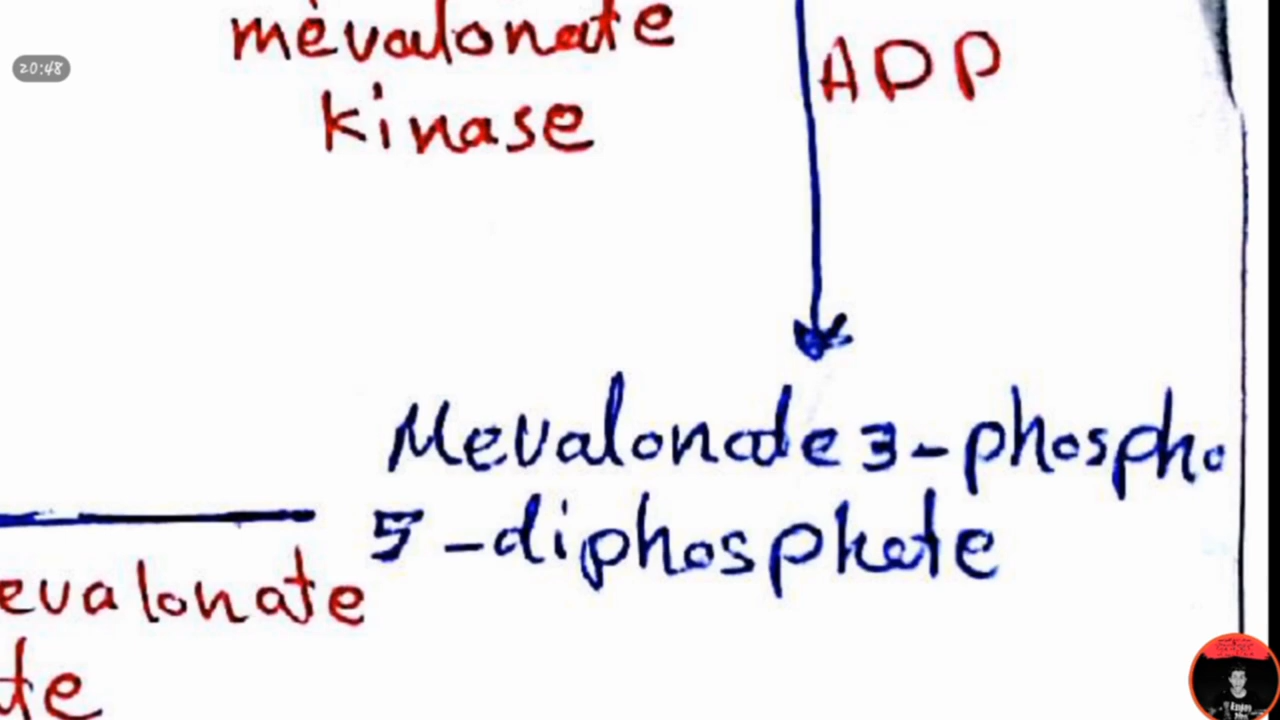 20:48
mevalonate
kinase
ADP
Mevalonate 3-phospho
5-diphosphate
evalonate
te